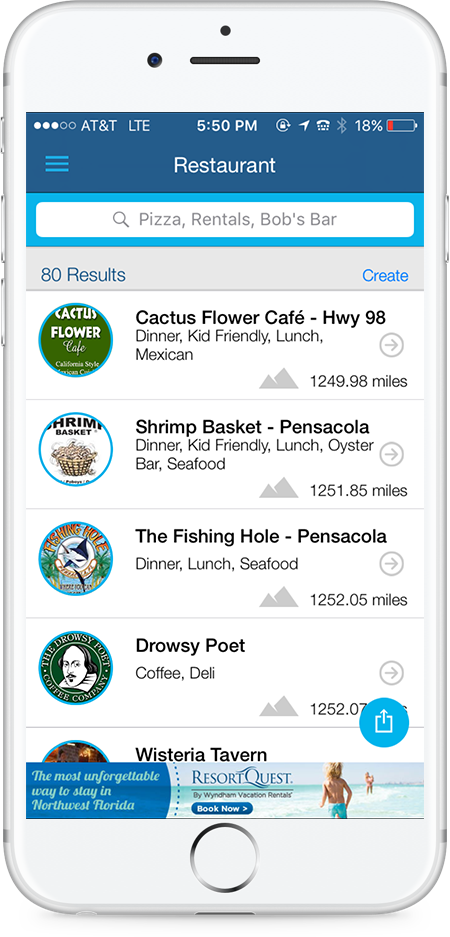 AT&T LTE 5:50 PM 18%
Restaurant
Pizza, Rentals, Bob's Bar
80 Results Create
CACTUS
FLOWER
Cafe
California Style
Mexican
Cactus Flower Café - Hwy 98
Dinner, Kid Friendly, Lunch,
Mexican
1249.98 miles
SHRIMP
BASKET
Shrimp Basket - Pensacola
Dinner, Kid Friendly, Lunch, Oyster
Bar, Seafood
1251.85 miles
FISHING HOLE
The Fishing Hole - Pensacola
Dinner, Lunch, Seafood
1252.05 miles
THE DROWSY POET
COFFEE COMPANY
Drowsy Poet
Coffee, Deli
1252.07
Wisteria Tavern
The most unforgettable
way to stay in
Northwest Florida
RESORTQUEST
By Wyndham Vacation Rentals
Book Now >